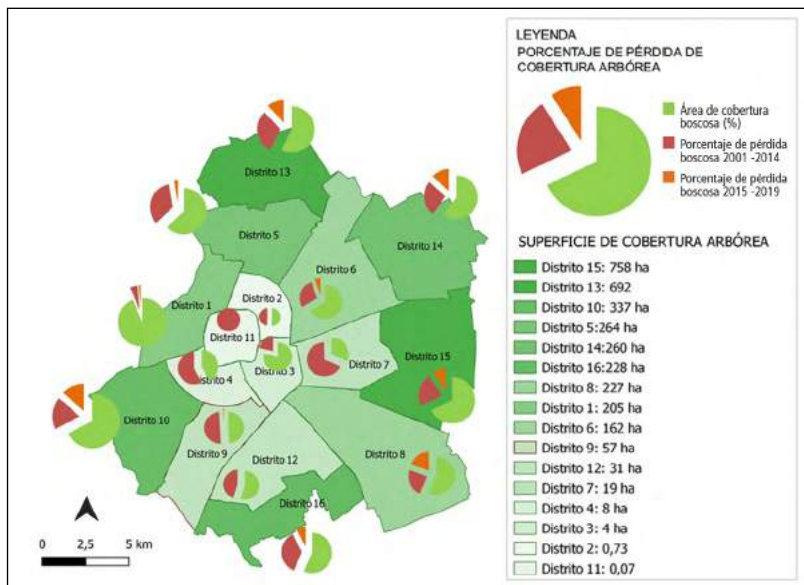 LEYENDA
PORCENTAJE DE PÉRDIDA DE
COBERTURA ARBÓREA
Área de cobertura
boscosa (%)
Porcentaje de pérdida
boscosa 2001 -2014
Porcentaje de pérdida
boscosa 2015 -2019
SUPERFICIE DE COBERTURA ARBÓREA
Distrito 15: 758 ha
Distrito 13: 692
Distrito 10: 337 ha
Distrito 5:264 ha
Distrito 14:260 ha
Distrito 16:228 ha
Distrito 8: 227 ha
Distrito 1: 205 ha
Distrito 6: 162 ha
Distrito 9: 57 ha
Distrito 12: 31 ha
Distrito 7: 19 ha
Distrito 4: 8 ha
Distrito 3: 4 ha
Distrito 2: 0,73
Distrito 11: 0,07
Distrito 13
Distrito 5
Distrito 14
Distrito 6
Distrito 1
Distrito 2
Distrito 11
Distrito 15
Distrito 7
Distrito 3
Distrito 4
Distrito 10
Distrito 9
Distrito 12
Distrito 8
Distrito 16
0 2,5 5 km